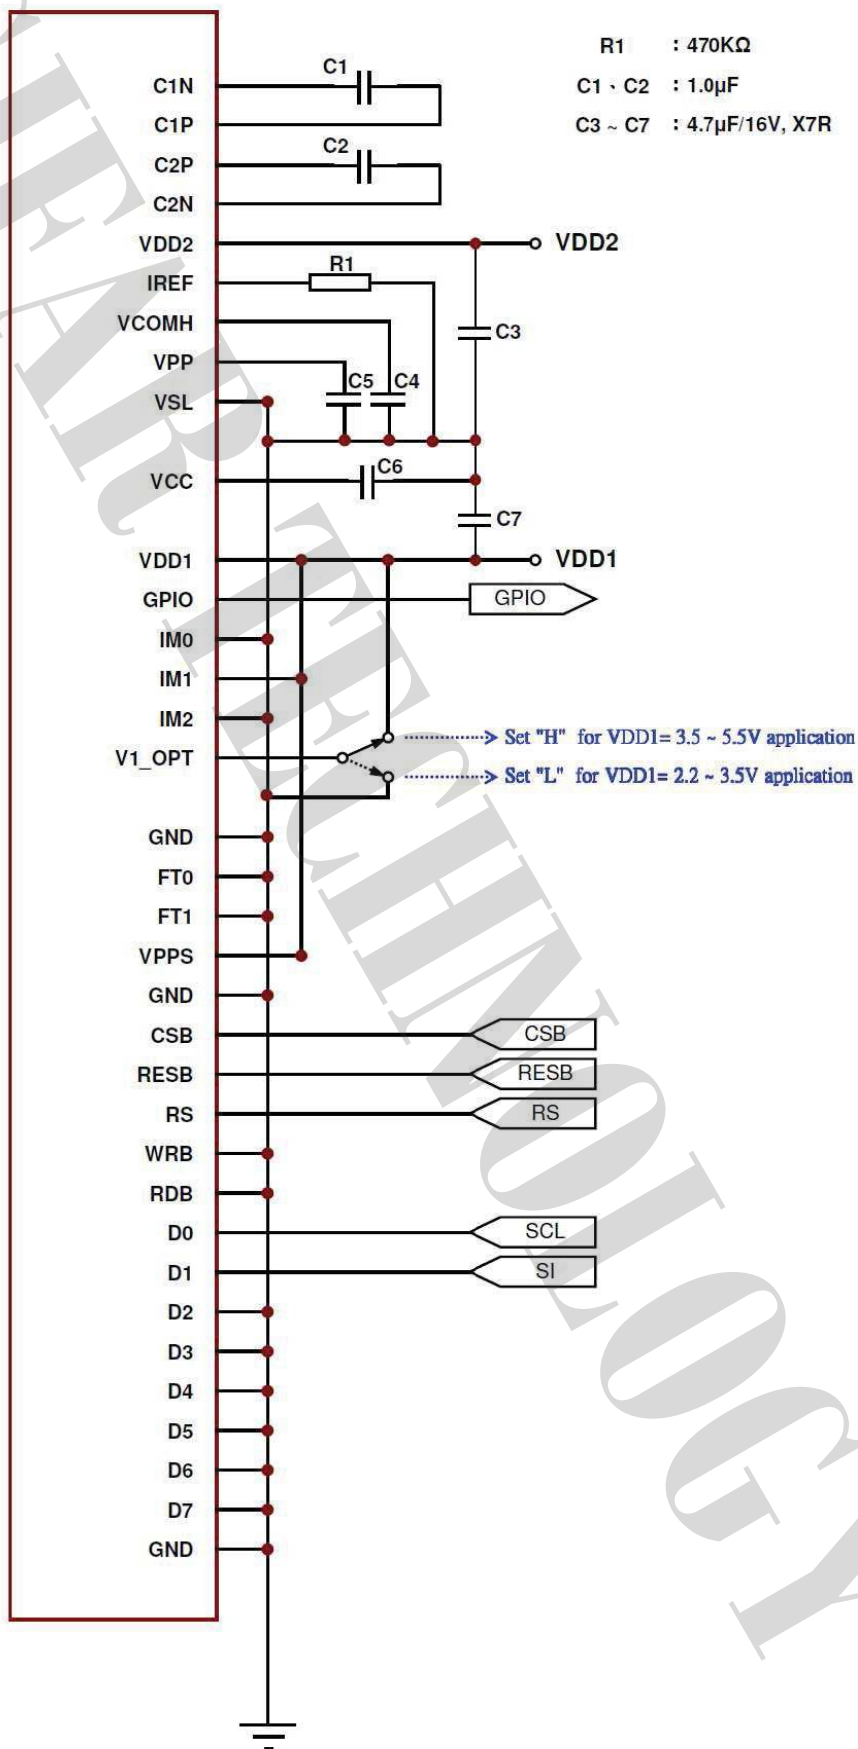 R1 : 470KΩ
C1、C2 : 1.0μF
C3 ~ C7 : 4.7μF/16V, X7R
C1
C1N
C1P
C2
C2P
C2N
VDD2 VDD2
R1
IREF
VCOMH
C3
VPP
C5 C4
VSL
C6
VCC
C7
VDD1 VDD1
GPIO GPIO
IM0
IM1
IM2
Set "H" for VDD1= 3.5 ~ 5.5V application
V1_OPT
Set "L" for VDD1= 2.2 ~ 3.5V application
GND
FT0
FT1
VPPS
GND
CSB CSB
RESB RESB
RS RS
WRB
RDB
D0 SCL
D1 SI
D2
D3
D4
D5
D6
D7
GND
TECHNOLOGY